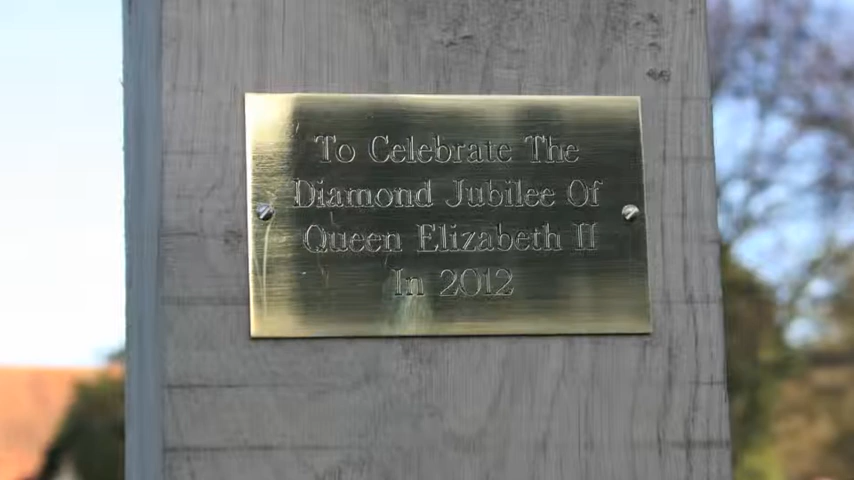 To Celebrate The
Diamond Jubilee Of
Queen Elizabeth II
In 2012